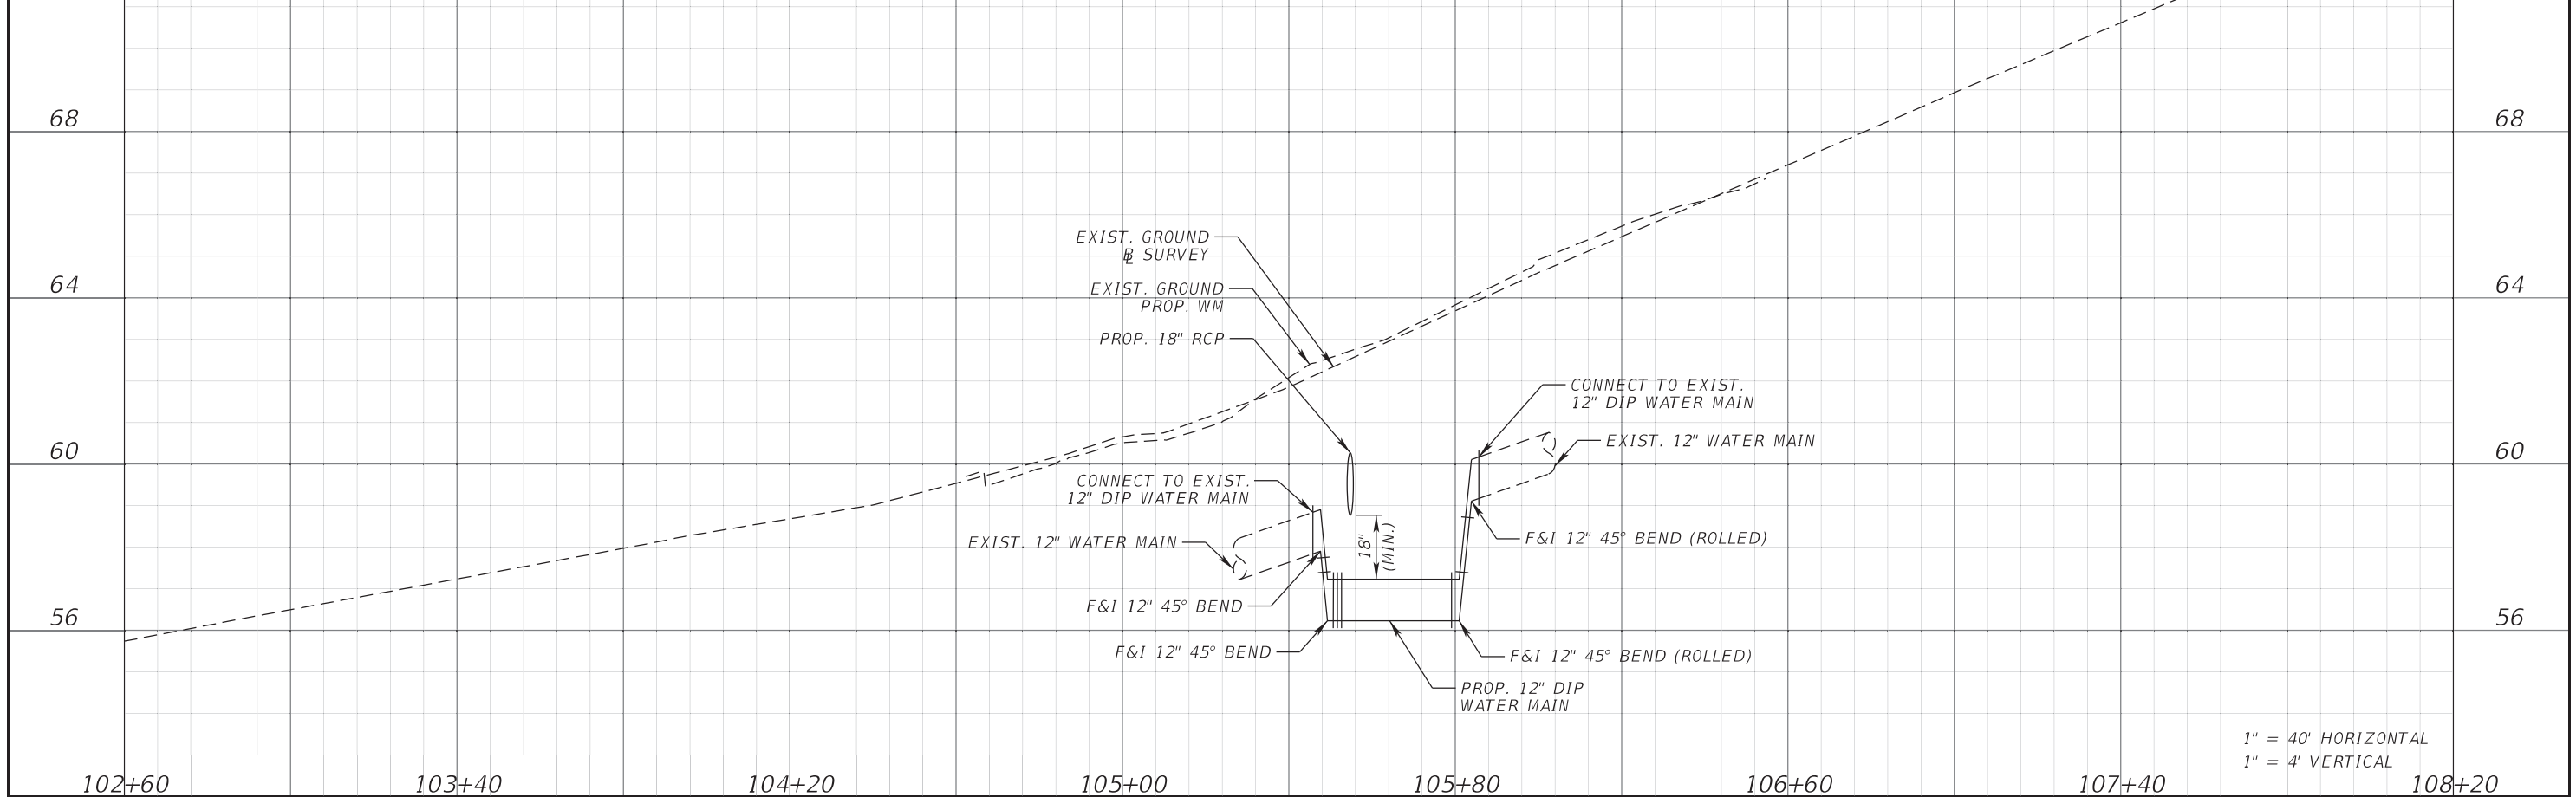 68
68
EXIST. GROUND
BL SURVEY
64
64
EXIST. GROUND
PROP. WM
PROP. 18" RCP
CONNECT TO EXIST.
12" DIP WATER MAIN
60
EXIST. 12" WATER MAIN
60
CONNECT TO EXIST.
12" DIP WATER MAIN
EXIST. 12" WATER MAIN
18"
(MIN.)
F&I 12" 45° BEND (ROLLED)
F&I 12" 45° BEND
56
56
F&I 12" 45° BEND
F&I 12" 45° BEND (ROLLED)
PROP. 12" DIP
WATER MAIN
1" = 40' HORIZONTAL
1" = 4' VERTICAL
102+60 103+40 104+20 105+00 105+80 106+60 107+40 108+20